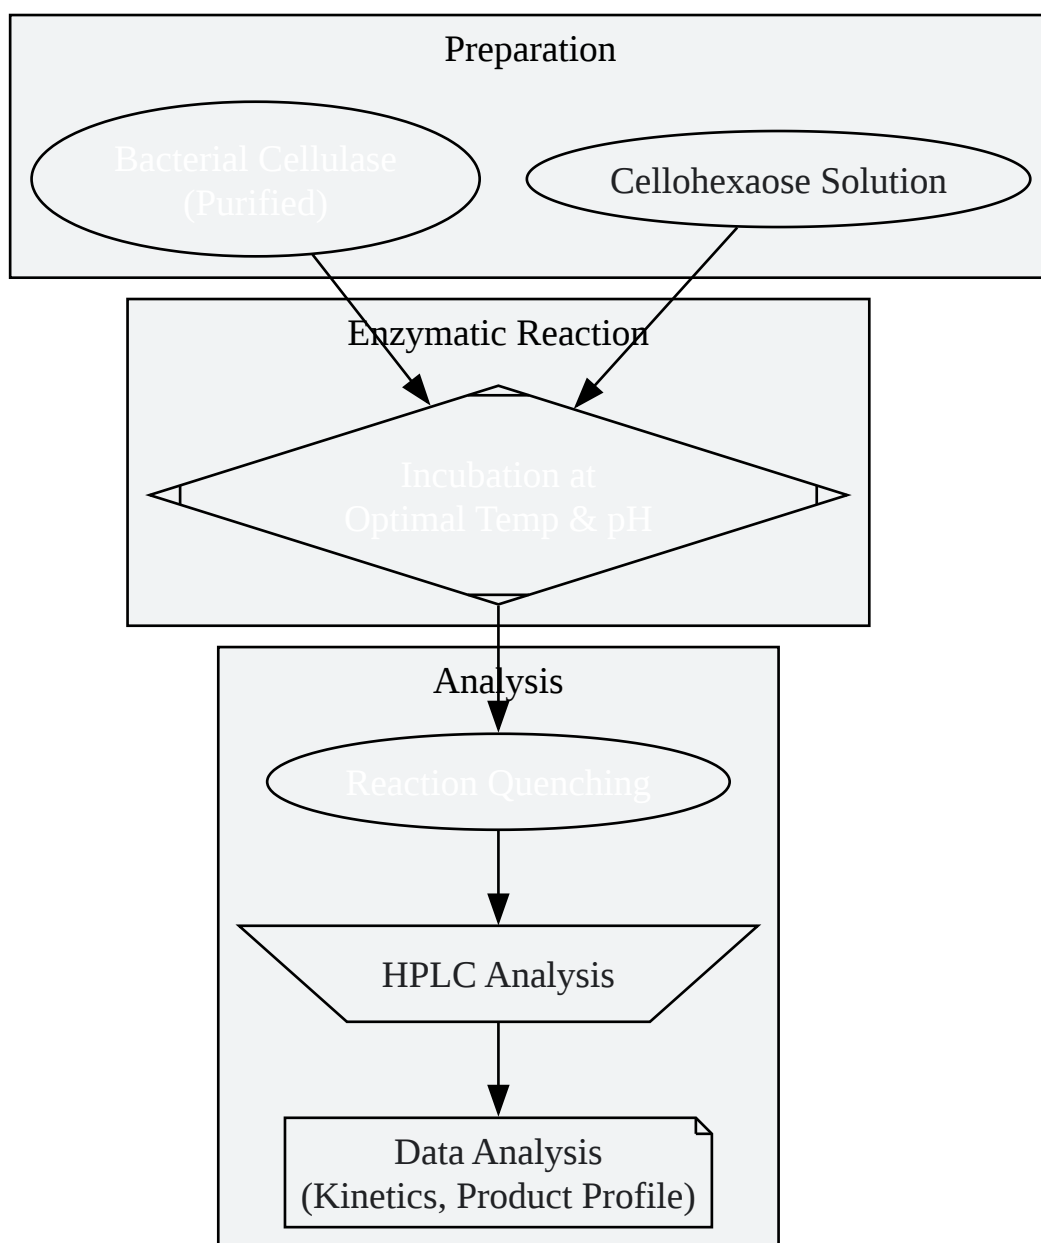 Preparation
Bacterial Cellulase
(Purified)
Cellohexaose Solution
Enzymatic Reaction
Incubation at
Optimal Temp & pH
Analysis
Reaction Quenching
HPLC Analysis
Data Analysis
(Kinetics, Product Profile)